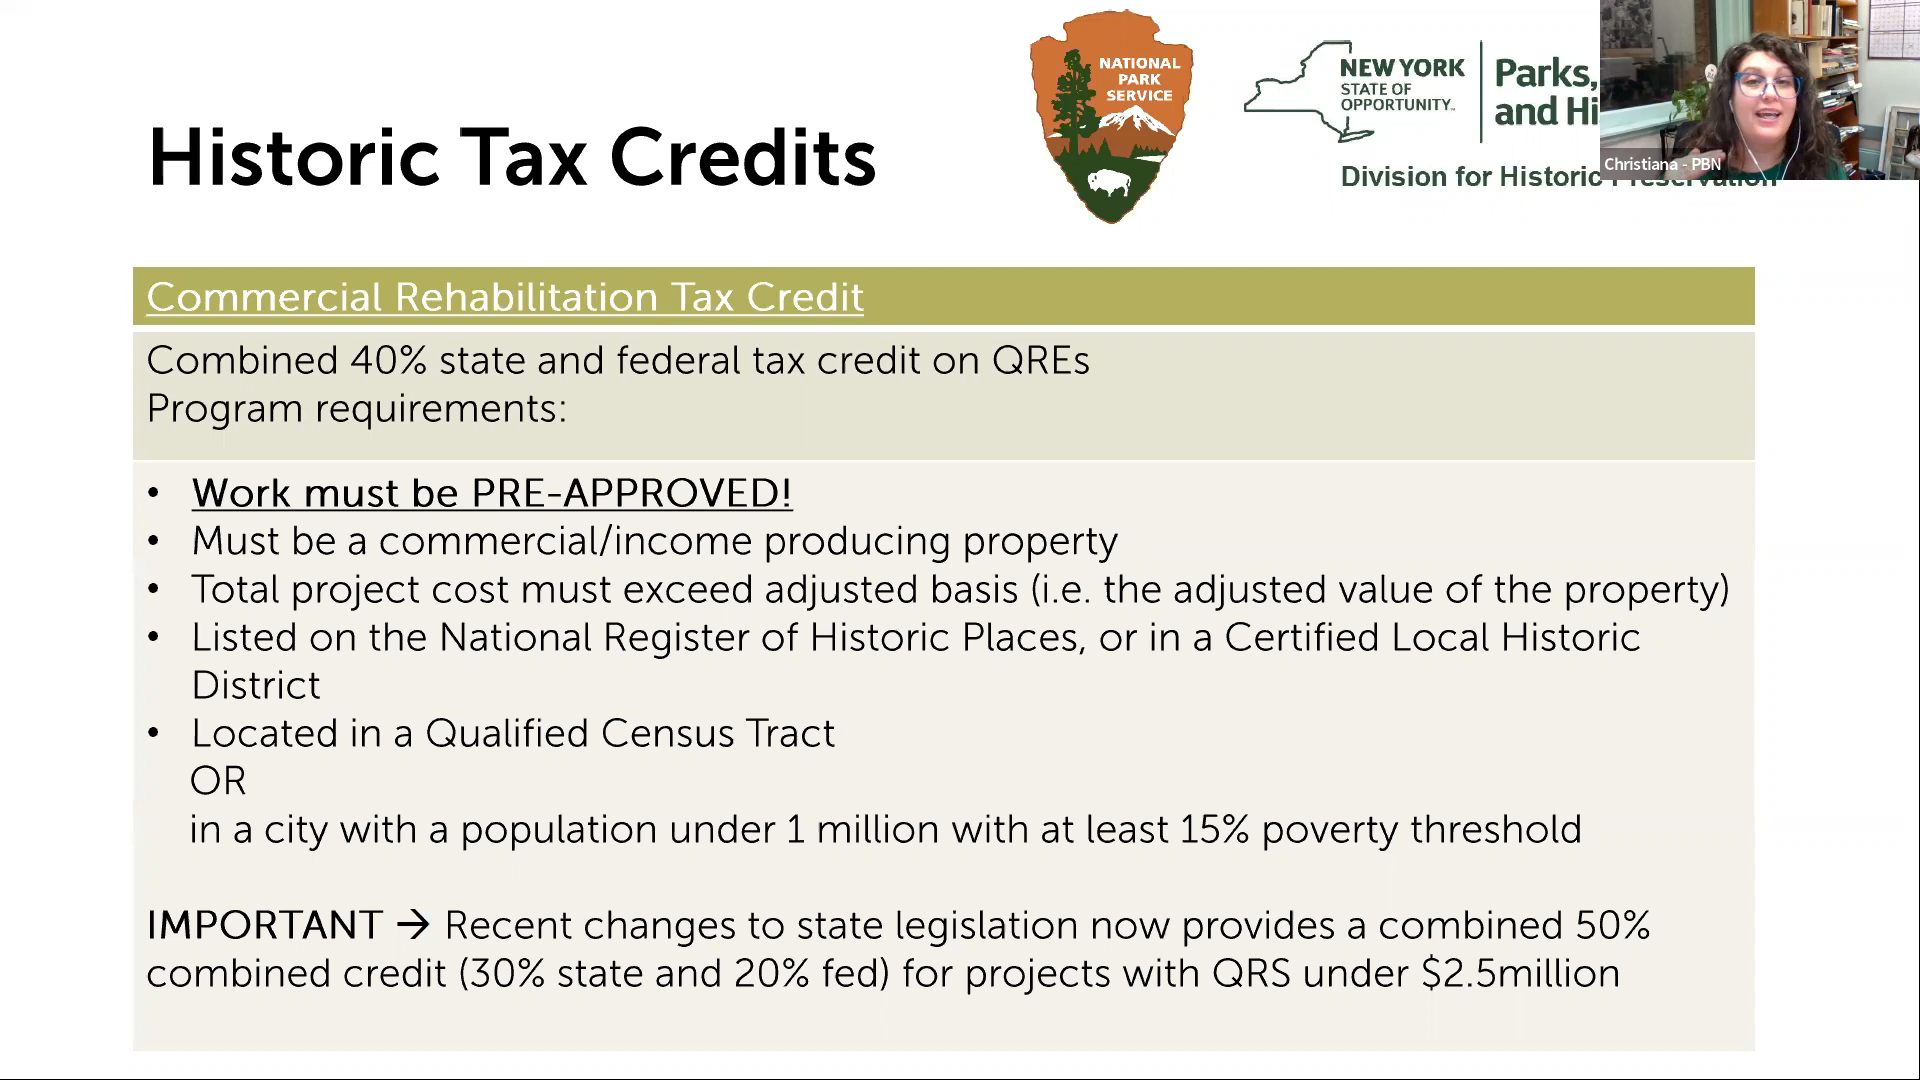 NATIONAL
PARK
SERVICE
NEW YORK
STATE OF
OPPORTUNITY™
Parks,
and Hi
Division for Historic Preservation
Christiana - PBN
Historic Tax Credits
Commercial Rehabilitation Tax Credit
Combined 40% state and federal tax credit on QREs
Program requirements:
• Work must be PRE-APPROVED!
• Must be a commercial/income producing property
• Total project cost must exceed adjusted basis (i.e. the adjusted value of the property)
• Listed on the National Register of Historic Places, or in a Certified Local Historic
District
• Located in a Qualified Census Tract
OR
in a city with a population under 1 million with at least 15% poverty threshold
IMPORTANT → Recent changes to state legislation now provides a combined 50%
combined credit (30% state and 20% fed) for projects with QRS under $2.5million